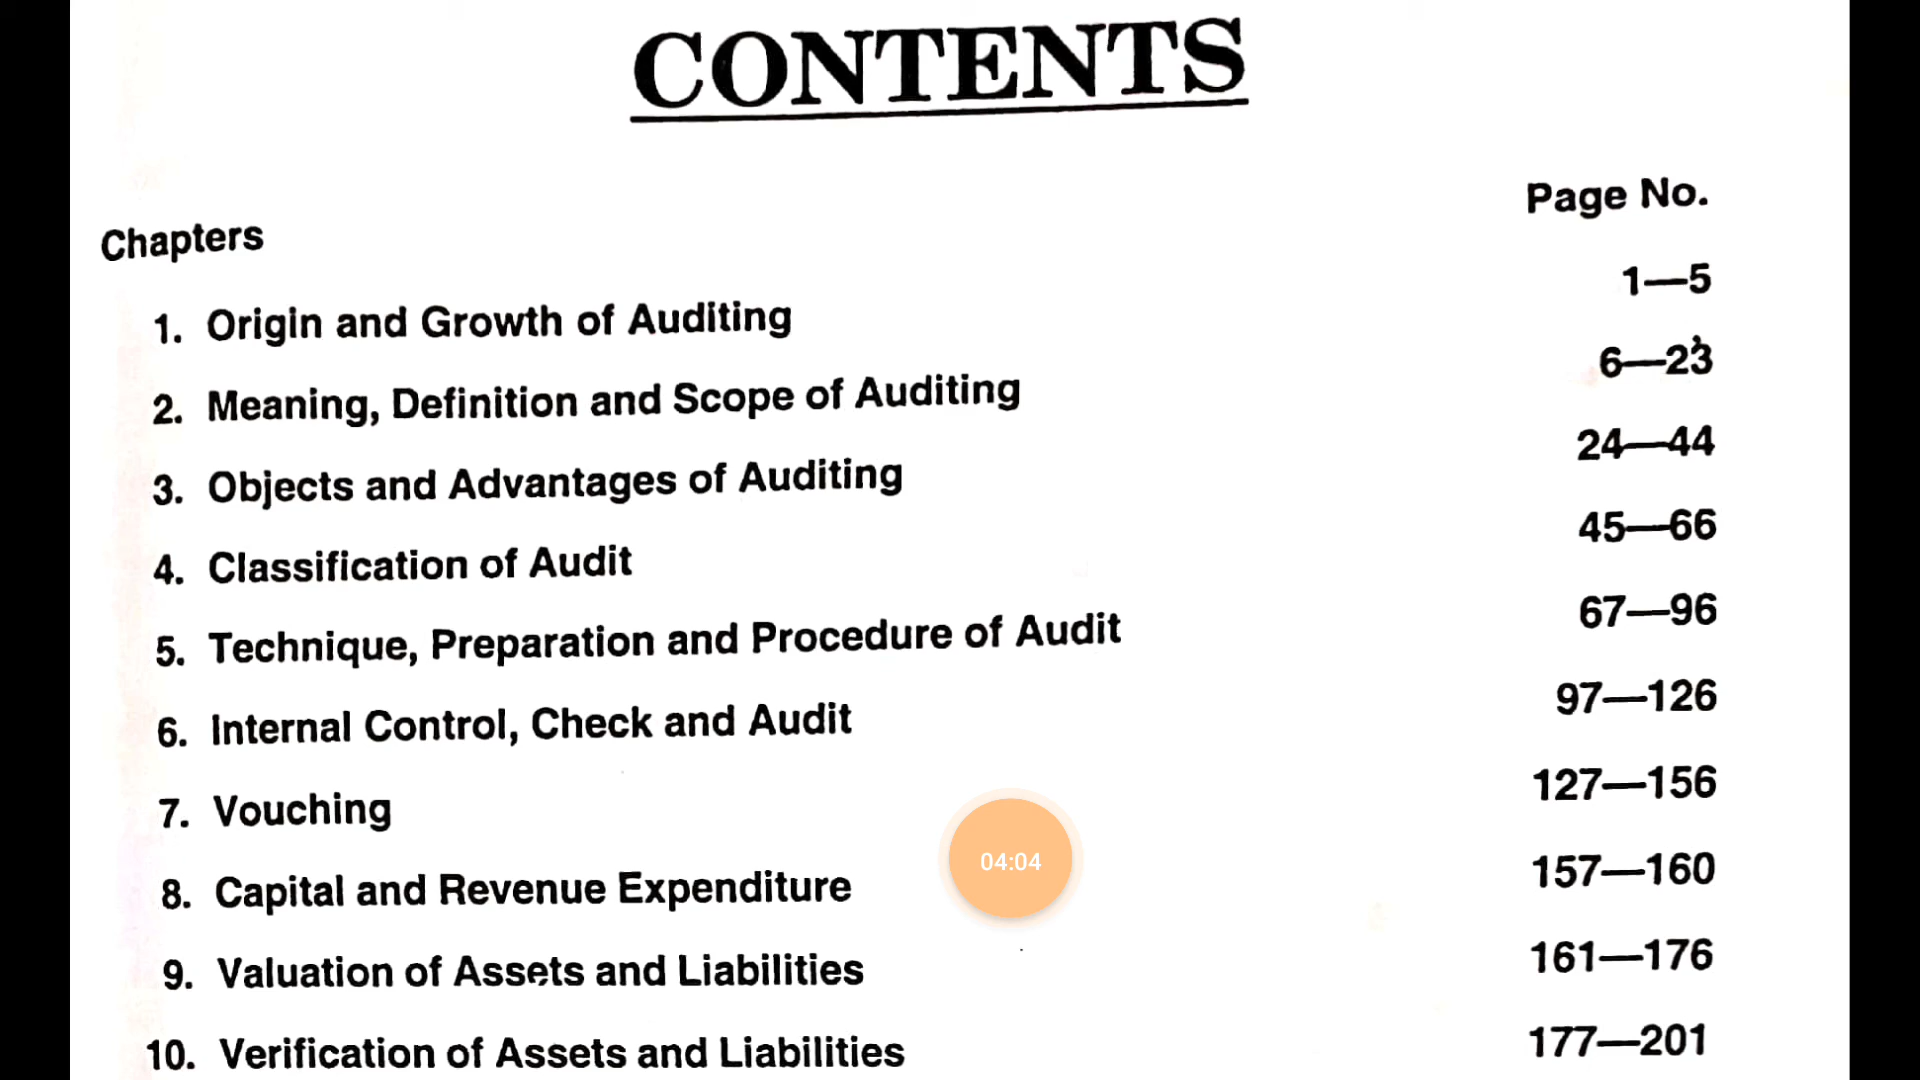 CONTENTS
Chapters Page No.
1. Origin and Growth of Auditing 1—5
2. Meaning, Definition and Scope of Auditing 6—23
3. Objects and Advantages of Auditing 24—44
4. Classification of Audit 45—66
5. Technique, Preparation and Procedure of Audit 67—96
6. Internal Control, Check and Audit 97—126
7. Vouching 127—156
8. Capital and Revenue Expenditure 157—160
04:04
9. Valuation of Assets and Liabilities 161—176
10. Verification of Assets and Liabilities 177—201